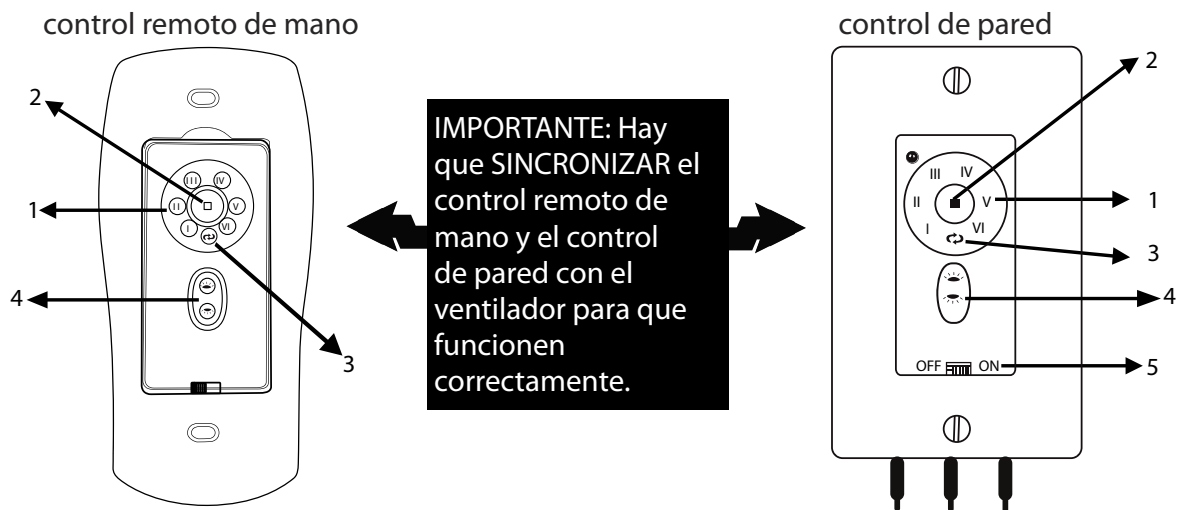 control remoto de mano
control de pared
2
III IV
II V
I VI
1
4
3
IMPORTANTE: Hay
que SINCRONIZAR el
control remoto de
mano y el control
de pared con el
ventilador para que
funcionen
correctamente.
2
III IV
II V
I VI
1
3
4
OFF ON
5